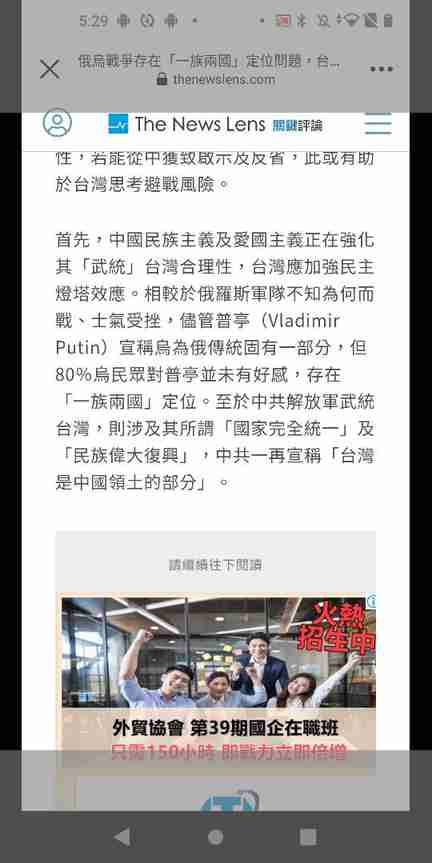 5:29
俄烏戰爭存在「一族兩國」定位問題，台...
thenewslens.com
The News Lens 關鍵評論
性，若能從中獲致啟示及反省，此或有助
於台灣思考避戰風險。
首先，中國民族主義及愛國主義正在強化
其「武統」台灣合理性，台灣應加強民主
燈塔效應。相較於俄羅斯軍隊不知為何而
戰、士氣受挫，儘管普亭（Vladimir
Putin）宣稱烏為俄傳統固有一部分，但
80%烏民眾對普亭並未有好感，存在
「一族兩國」定位。至於中共解放軍武統
台灣，則涉及其所謂「國家完全統一」及
「民族偉大復興」，中共一再宣稱「台灣
是中國領土的部分」。
請繼續往下閱讀
火熱
招生中
外貿協會 第39期國企在職班
只需150小時 即戰力立即倍增